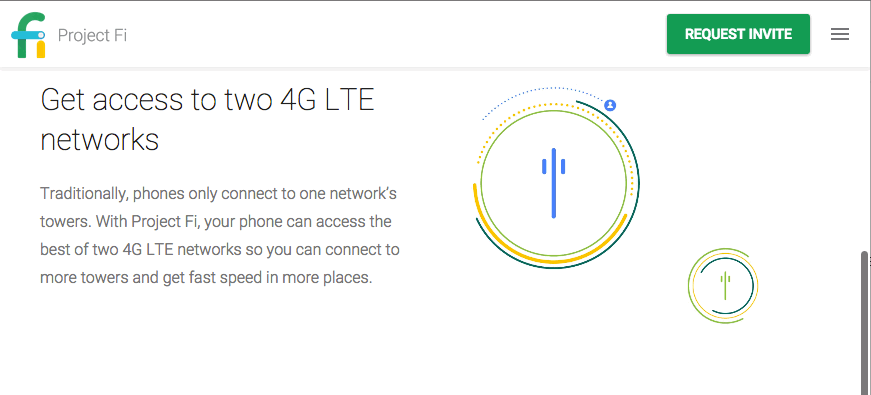 Project Fi
REQUEST INVITE
Get access to two 4G LTE
networks
Traditionally, phones only connect to one network's
towers. With Project Fi, your phone can access the
best of two 4G LTE networks so you can connect to
more towers and get fast speed in more places.